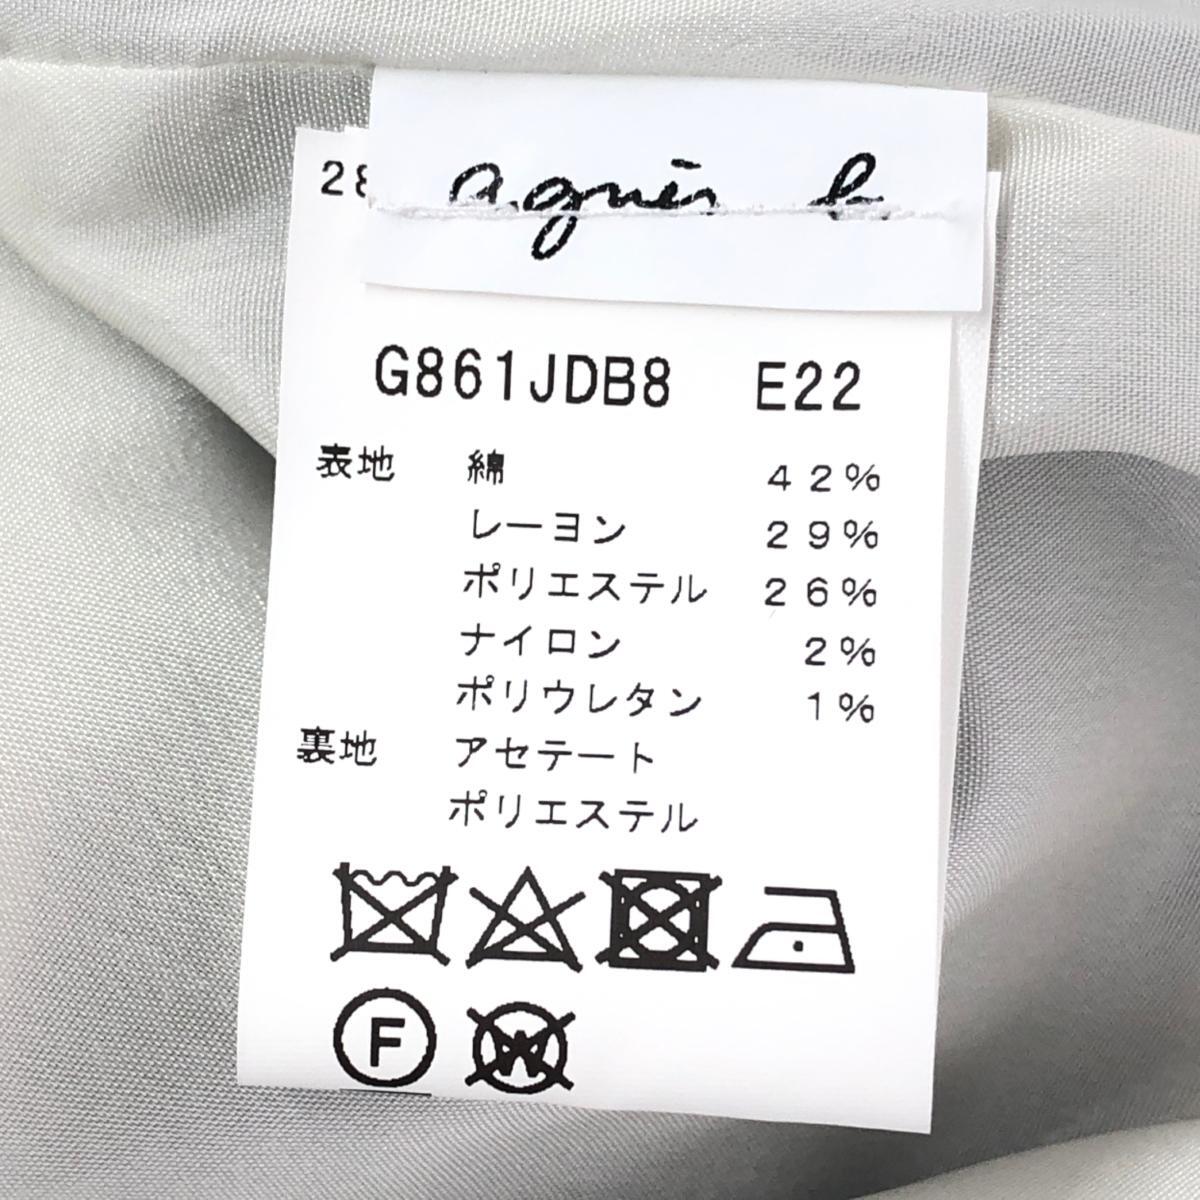 agnès b.
G861JDB8 E22
表地 綿 42%
レーヨン 29%
ポリエステル 26%
ナイロン 2%
ポリウレタン 1%
裏地 アセテート
ポリエステル
F W